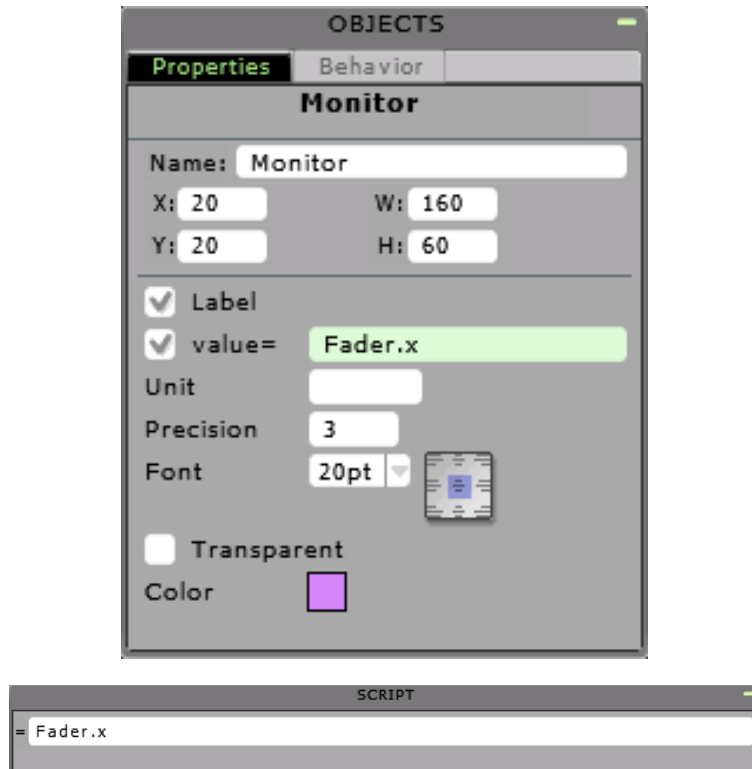 OBJECTS
Properties Behavior
Monitor
Name: Monitor
X: 20 W: 160
Y: 20 H: 60
Label
value= Fader.x
Unit
Precision 3
Font 20pt
Transparent
Color
SCRIPT
= Fader.x